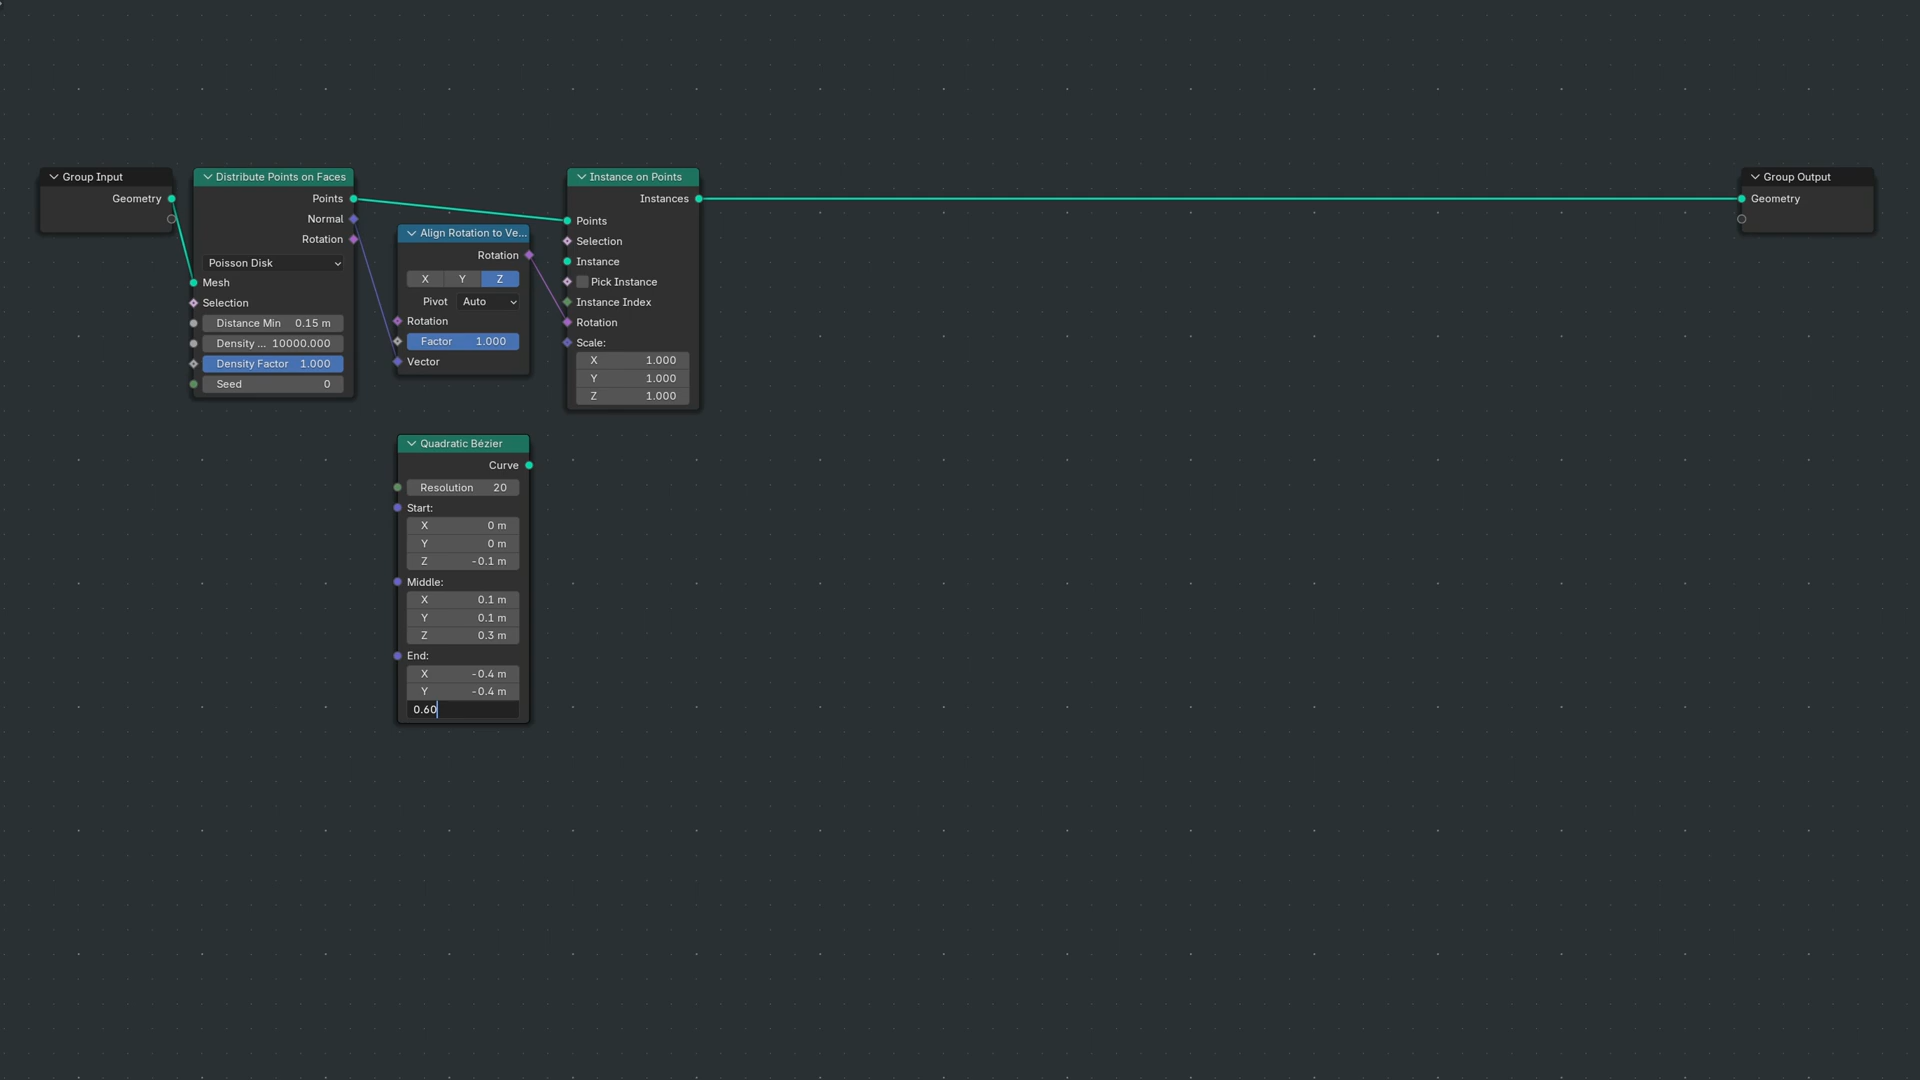 Group Input
Geometry
Distribute Points on Faces
Points
Normal
Rotation
Poisson Disk
Mesh
Selection
Distance Min 0.15 m
Density ... 10000.000
Density Factor 1.000
Seed 0
Align Rotation to Ve...
Rotation
X Y Z
Pivot Auto
Rotation
Factor 1.000
Vector
Instance on Points
Instances
Points
Selection
Instance
Pick Instance
Instance Index
Rotation
Scale:
X 1.000
Y 1.000
Z 1.000
Group Output
Geometry
Quadratic Bézier
Curve
Resolution 20
Start:
X 0 m
Y 0 m
Z -0.1 m
Middle:
X 0.1 m
Y 0.1 m
Z 0.3 m
End:
X -0.4 m
Y -0.4 m
0.60